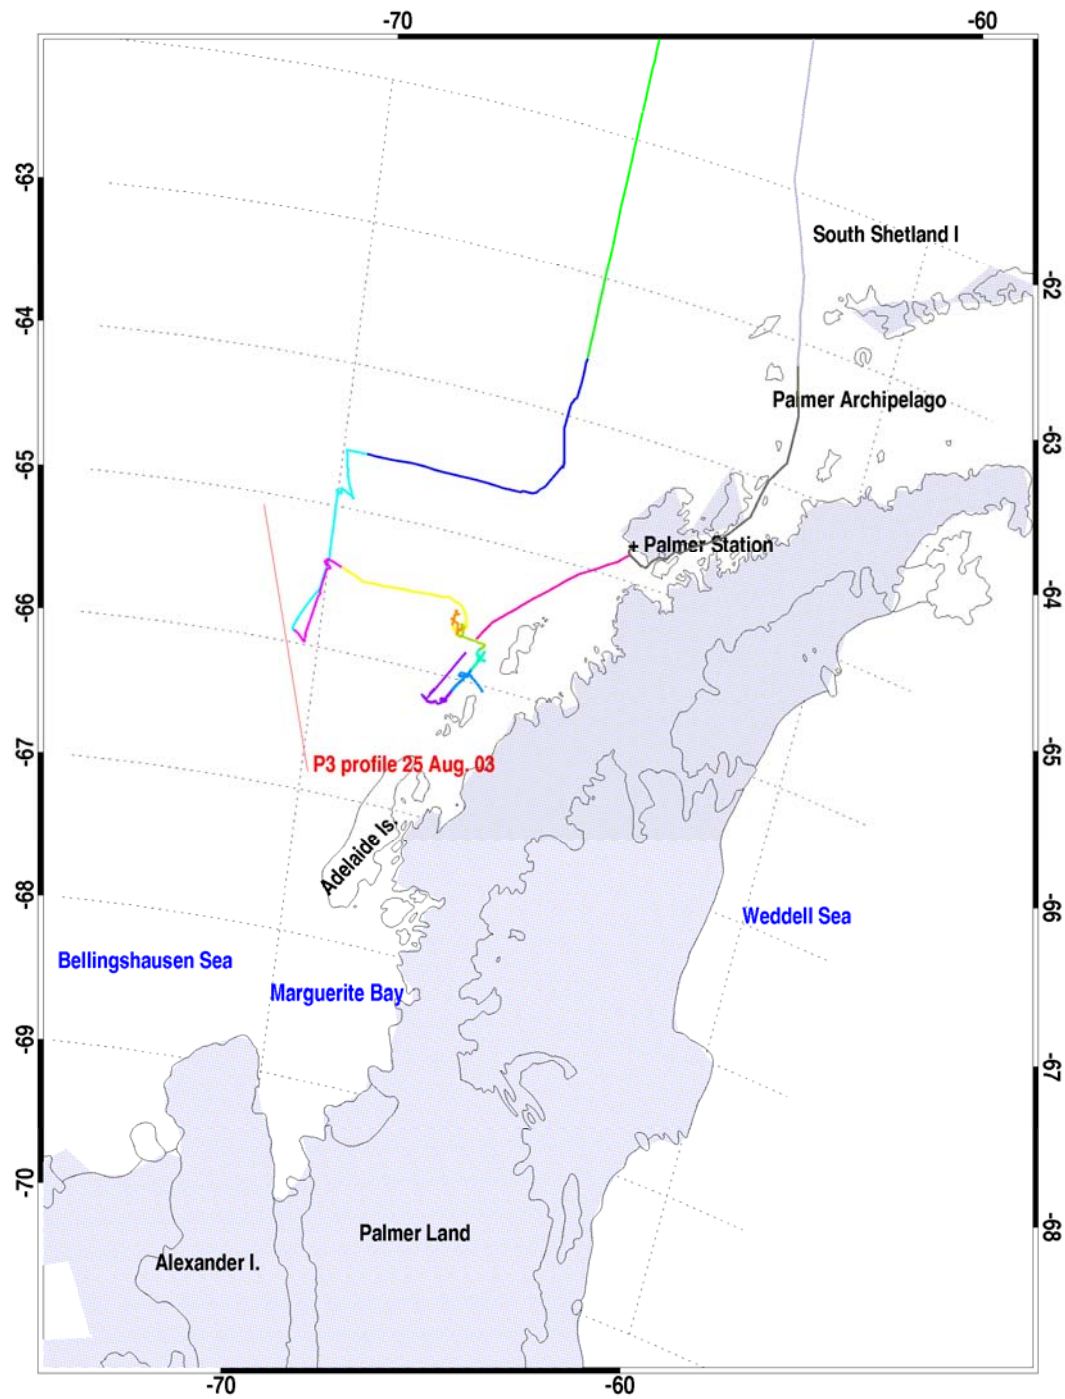 -70 -60
-63
South Shetland I
-62
-64
Palmer Archipelago
-63
-65
+ Palmer Station
-64
-66
-67
-65
P3 profile 25 Aug. 03
Adelaide Is.
-68
-66
Weddell Sea
Bellingshausen Sea
Marguerite Bay
-69
-67
-70
Palmer Land
-68
Alexander I.
-70 -60